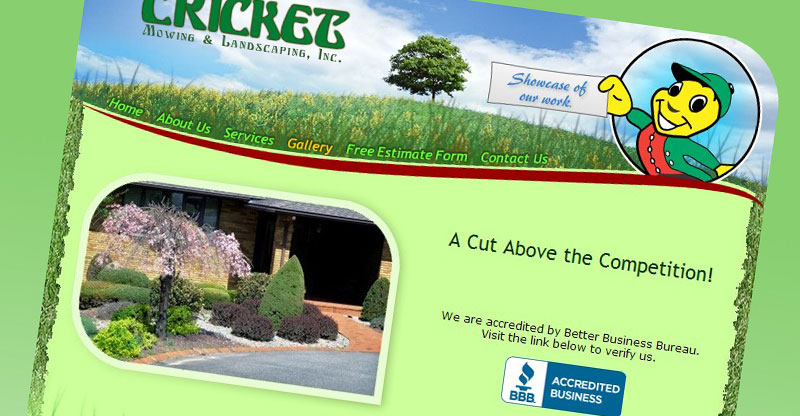 CRICKET
MOWING & LANDSCAPING, INC.
Showcase of
our work
Home About Us Services Gallery Free Estimate Form Contact Us
A Cut Above the Competition!
We are accredited by Better Business Bureau.
Visit the link below to verify us.
BBB.
ACCREDITED
BUSINESS